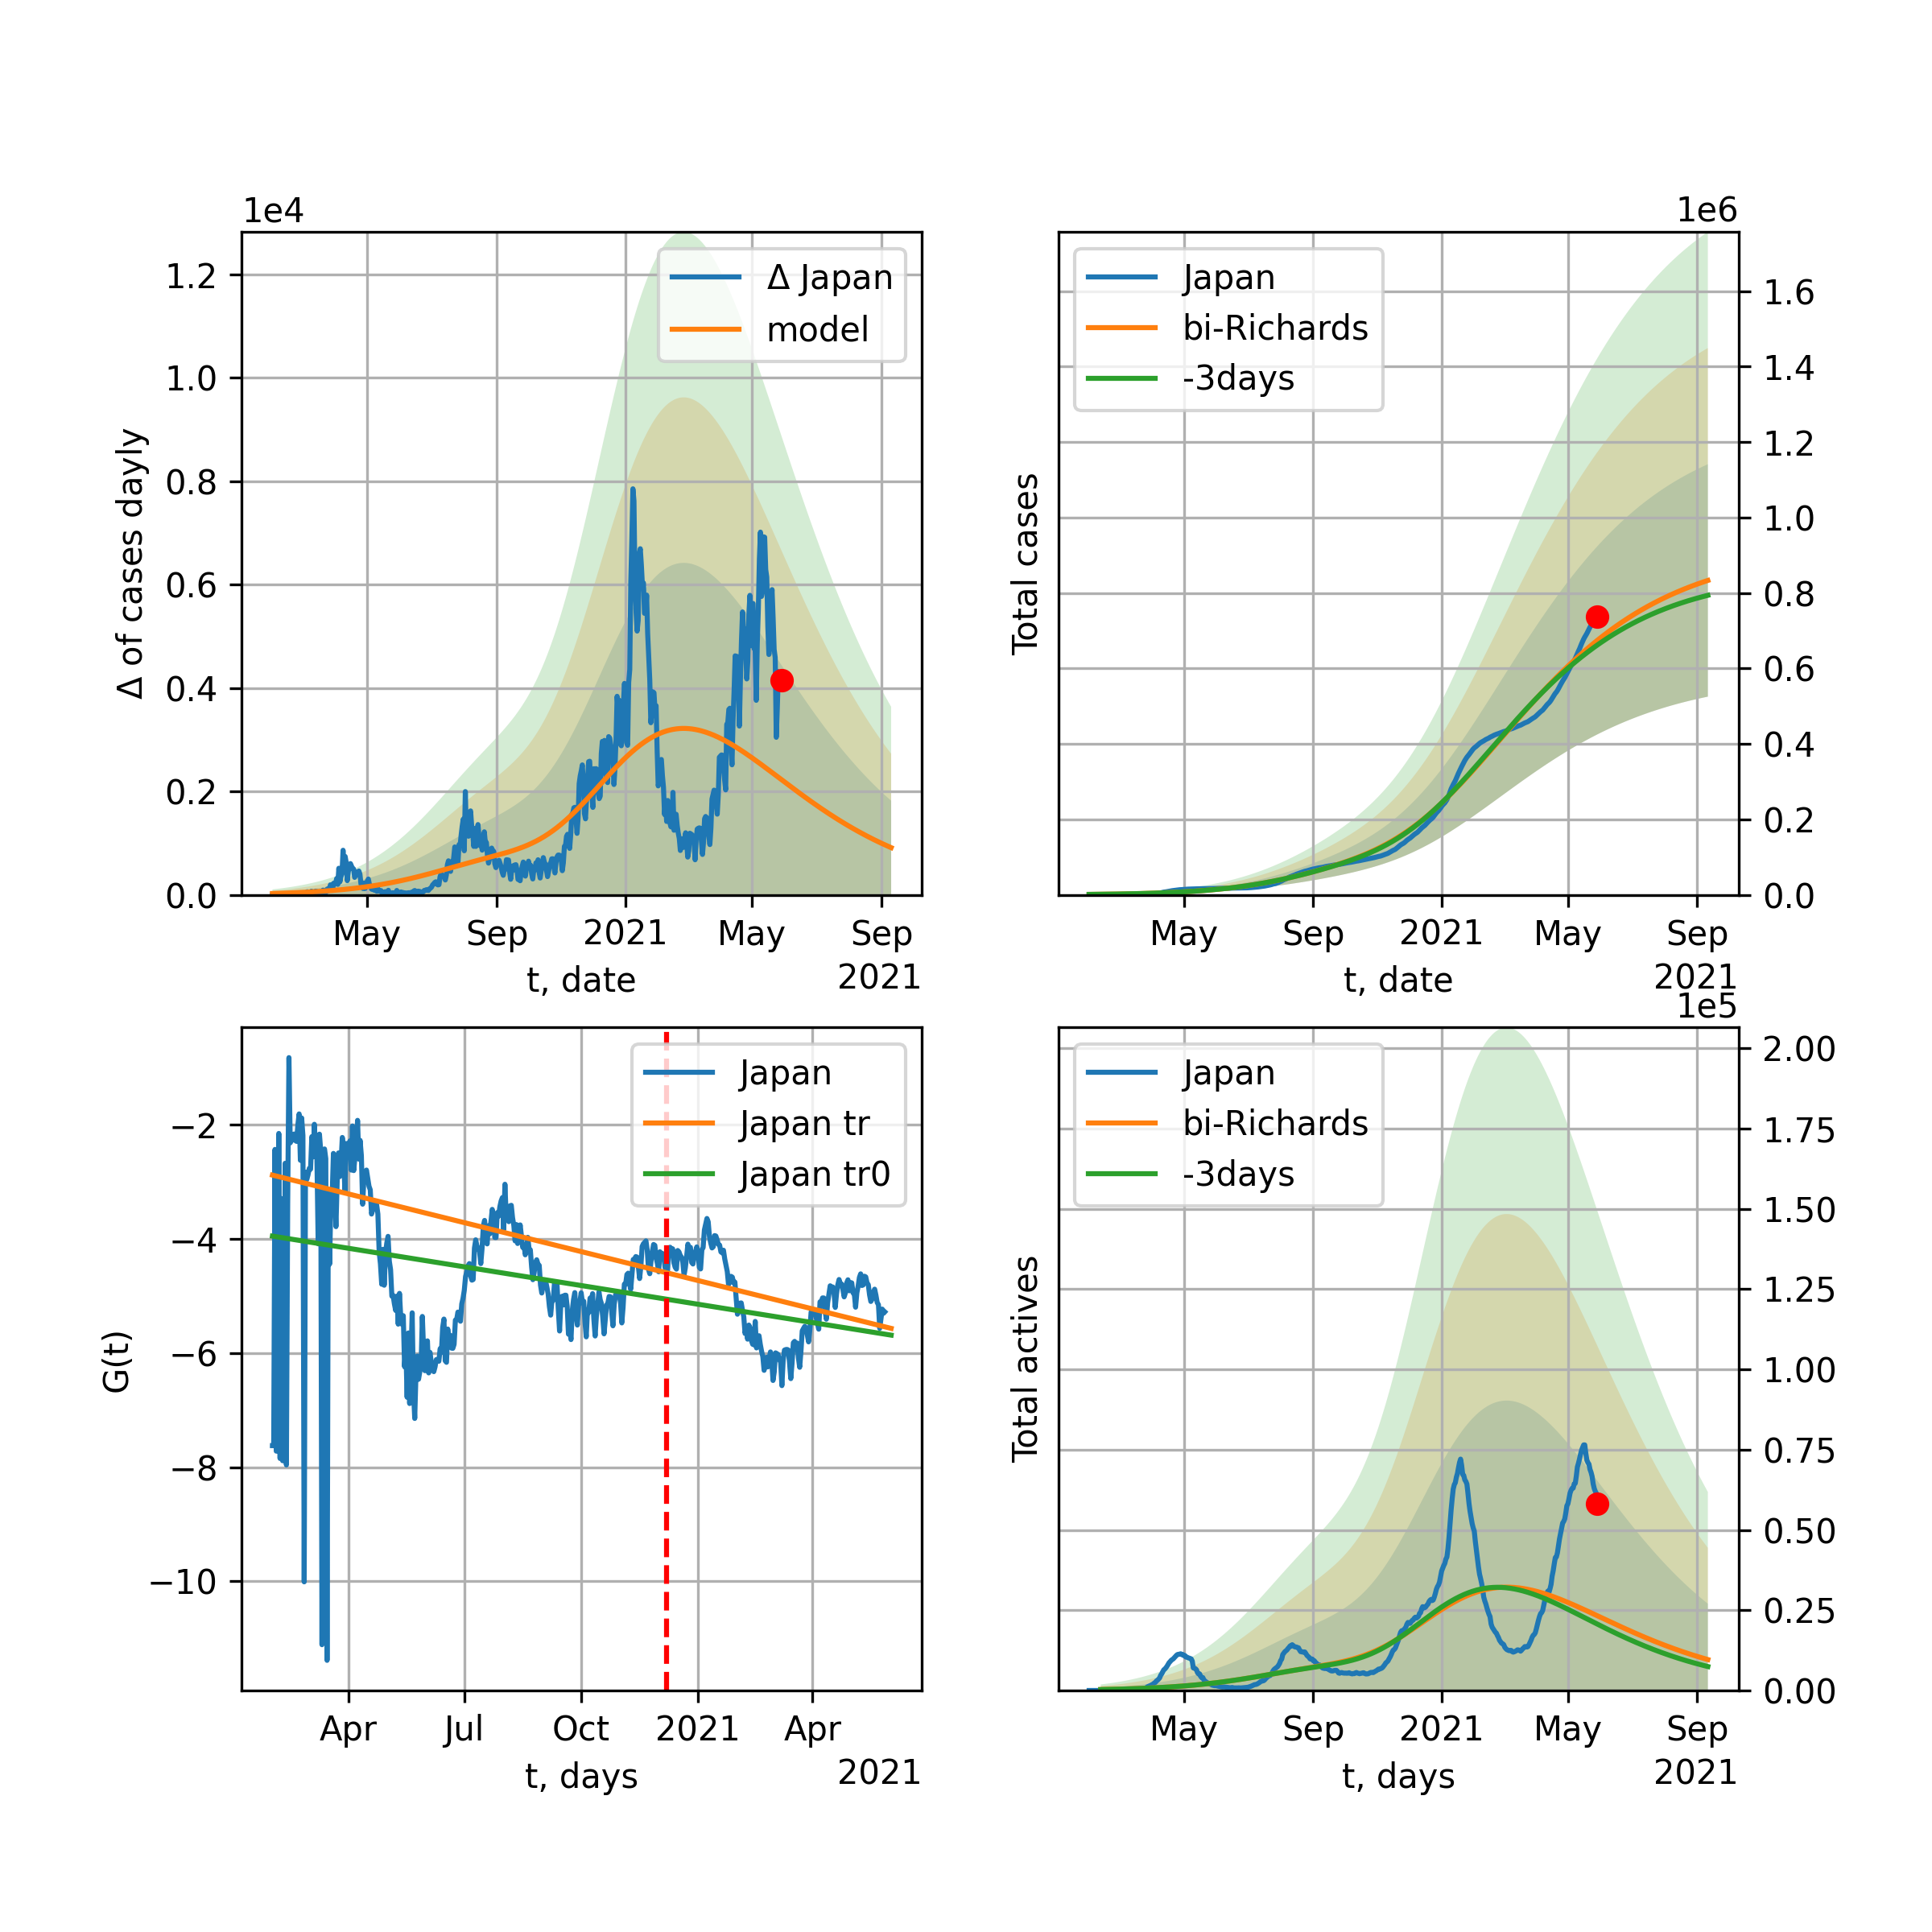 1e4
Δ of cases dayly
1.2
1.0
0.8
0.6
0.4
0.2
0.0
Δ Japan
model
May Sep 2021 May Sep
t, date
2021
1e6
Total cases
Japan
bi-Richards
-3days
1.6
1.4
1.2
1.0
0.8
0.6
0.4
0.2
0.0
May Sep 2021 May Sep
t, date
2021
G(t)
−2
−4
−6
−8
−10
Japan
Japan tr
Japan tr0
Apr Jul Oct 2021 Apr
t, days
2021
1e5
Total actives
Japan
bi-Richards
-3days
2.00
1.75
1.50
1.25
1.00
0.75
0.50
0.25
0.00
May Sep 2021 May Sep
t, days
2021